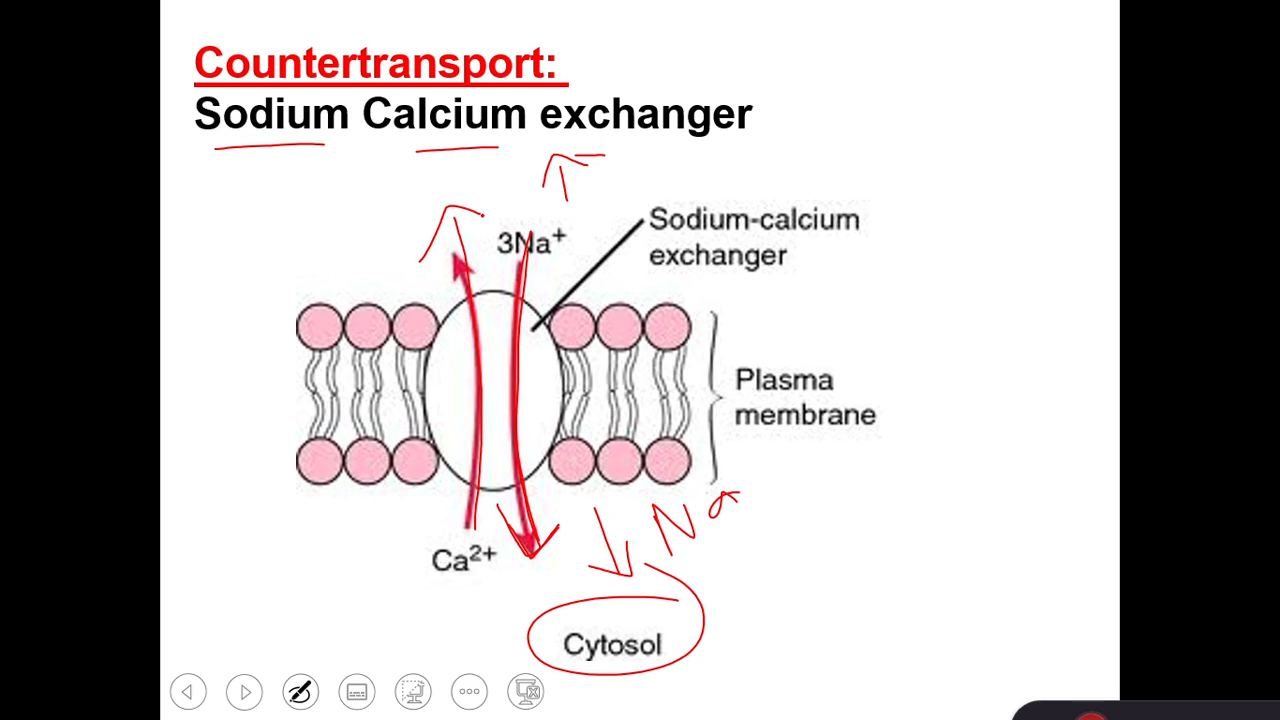 Countertransport:
Sodium Calcium exchanger
3Na⁺
Sodium-calcium
exchanger
Plasma
membrane
Ca²⁺
Na
Cytosol